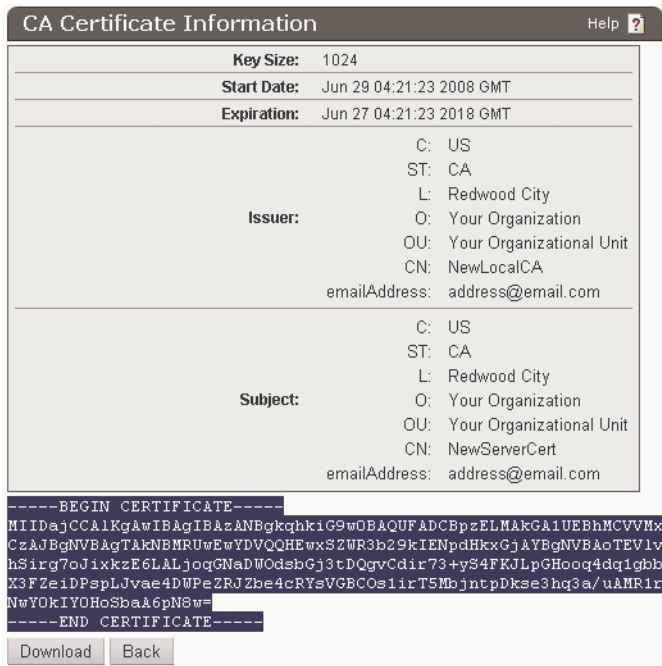 CA Certificate Information
Help ?
Key Size: 1024
Start Date: Jun 29 04:21:23 2008 GMT
Expiration: Jun 27 04:21:23 2018 GMT
Issuer:
C: US
ST: CA
L: Redwood City
O: Your Organization
OU: Your Organizational Unit
CN: NewLocalCA
emailAddress: address@email.com
Subject:
C: US
ST: CA
L: Redwood City
O: Your Organization
OU: Your Organizational Unit
CN: NewServerCert
emailAddress: address@email.com
-----BEGIN CERTIFICATE-----
MIIDajCCAlKgAwIBAgIBAzANBgkqhkiG9w0BAQUFADCBpzELMAkGA1UEBhMCVVMx
CzAJBgNVBAgTAkNBMRUwEwYDVQQHEwxSZWR3b29kIENpdHkxGjAYBgNVBAoTEVlv
hSirg7oJixkzE6LALjoqGNaDWOdsbGj3tDQgvCdir73+yS4FKJLpGHooq4dq1gbb
X3FZeiDPspLJvae4DWPeZRJZbe4cRYsVGBCOs1irT5MbjntpDkse3hq3a/uAMR1r
NwYOkIYOHoSbaA6pN8w=
-----END CERTIFICATE-----
Download Back